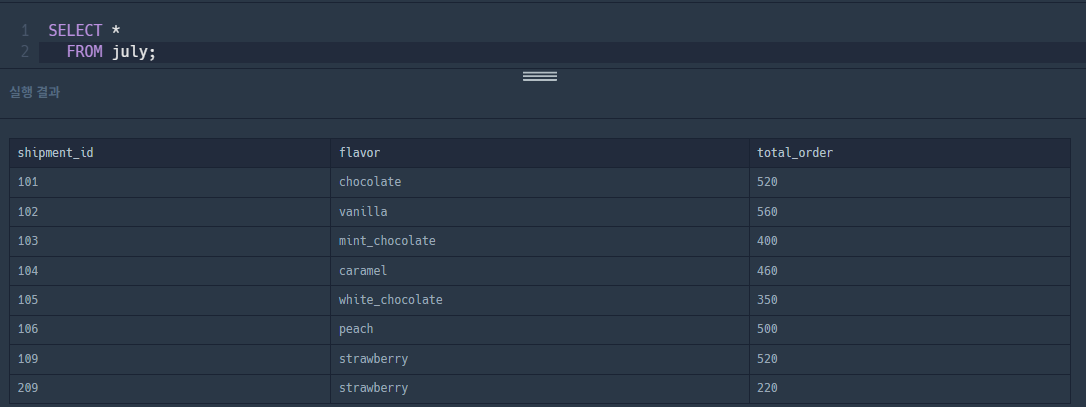 1 SELECT *
2 FROM july;
실행 결과
shipment_id flavor total_order
101 chocolate 520
102 vanilla 560
103 mint_chocolate 400
104 caramel 460
105 white_chocolate 350
106 peach 500
109 strawberry 520
209 strawberry 220